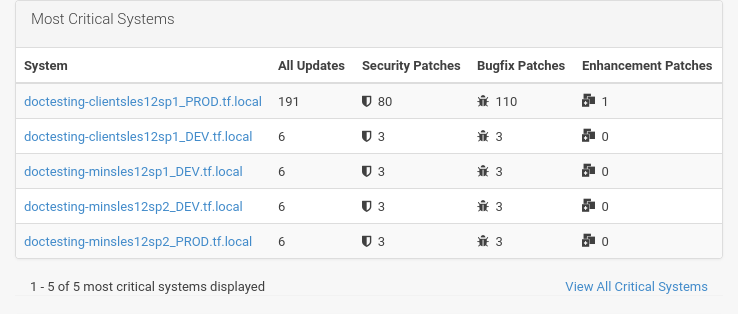 Most Critical Systems
System All Updates Security Patches Bugfix Patches Enhancement Patches
doctesting-clientsles12sp1_PROD.tf.local 191 80 110 1
doctesting-clientsles12sp1_DEV.tf.local 6 3 3 0
doctesting-minsles12sp1_DEV.tf.local 6 3 3 0
doctesting-minsles12sp2_DEV.tf.local 6 3 3 0
doctesting-minsles12sp2_PROD.tf.local 6 3 3 0
1 - 5 of 5 most critical systems displayed View All Critical Systems